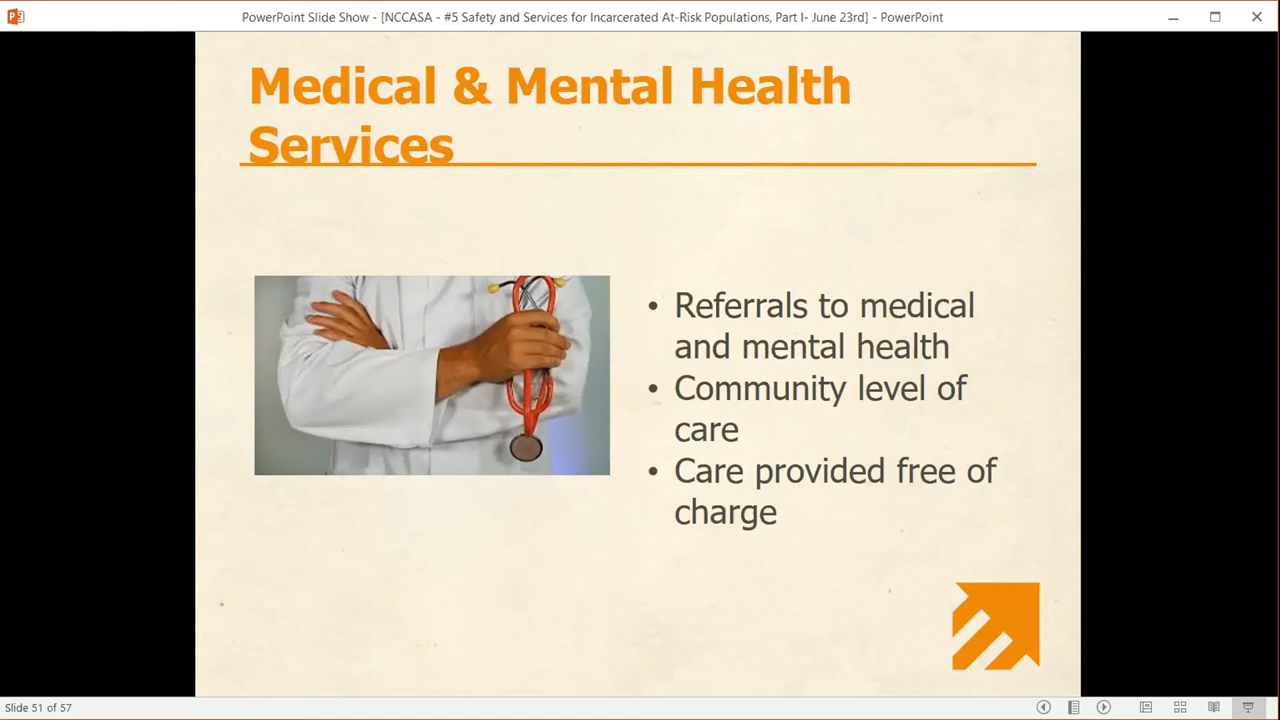 PowerPoint Slide Show - [NCCASA - #5 Safety and Services for Incarcerated At-Risk Populations, Part I- June 23rd] - PowerPoint
Medical & Mental Health
Services
• Referrals to medical
and mental health
• Community level of
care
• Care provided free of
charge
Slide 51 of 57